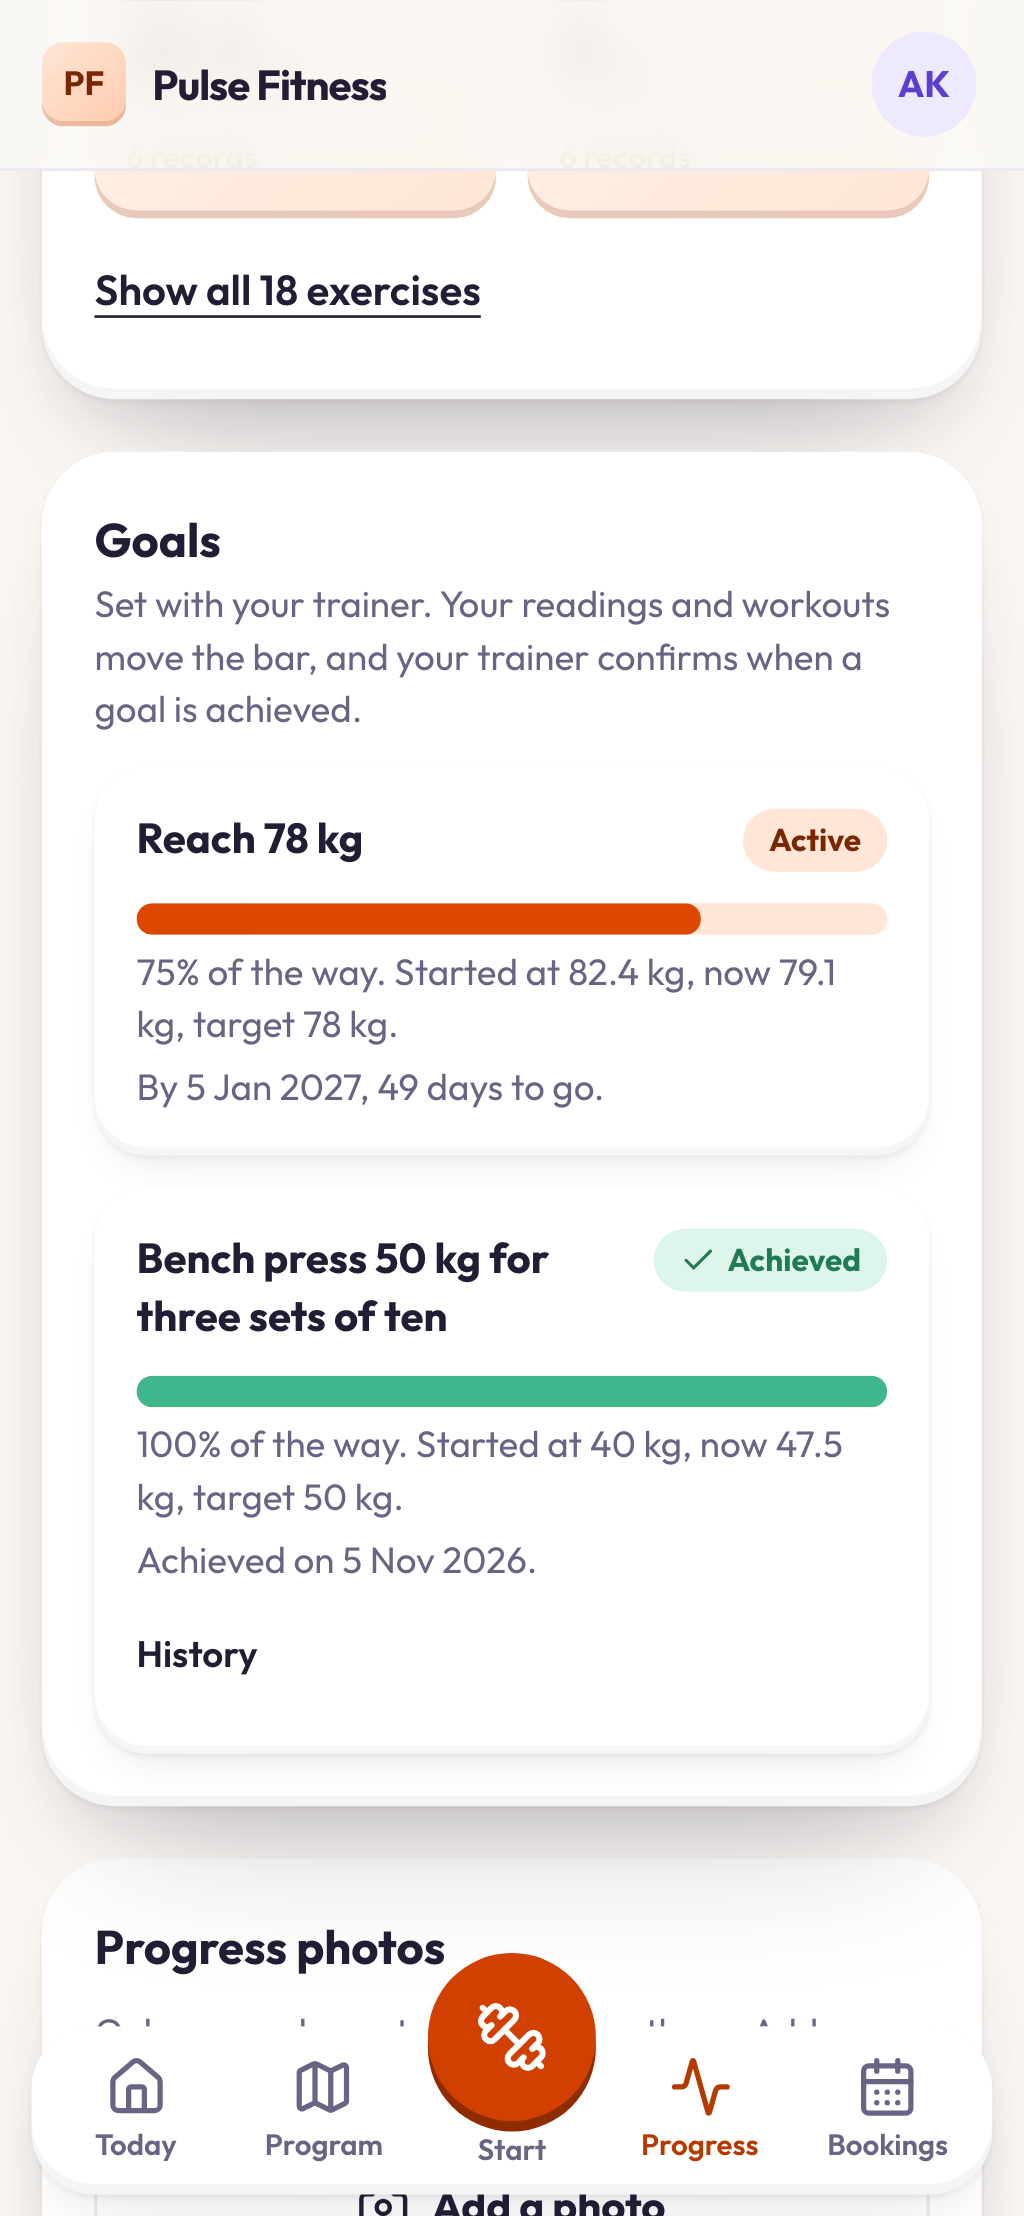 PF
Pulse Fitness
AK
6 records
6 records
Show all 18 exercises
Goals
Set with your trainer. Your readings and workouts
move the bar, and your trainer confirms when a
goal is achieved.
Reach 78 kg
Active
75% of the way. Started at 82.4 kg, now 79.1
kg, target 78 kg.
By 5 Jan 2027, 49 days to go.
Bench press 50 kg for
three sets of ten
Achieved
100% of the way. Started at 40 kg, now 47.5
kg, target 50 kg.
Achieved on 5 Nov 2026.
History
Progress photos
Today
Program
Start
Progress
Bookings
Add a photo